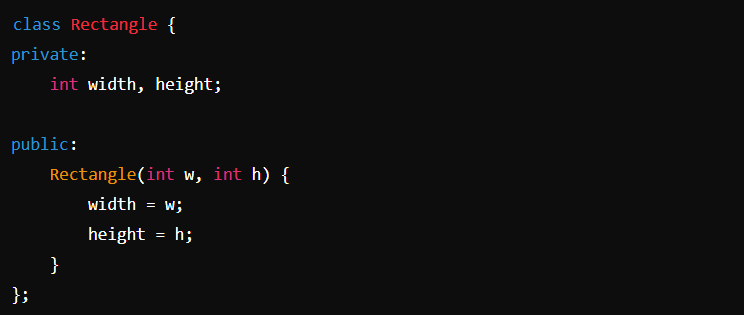 class Rectangle {
private:
    int width, height;

public:
    Rectangle(int w, int h) {
        width = w;
        height = h;
    }
};